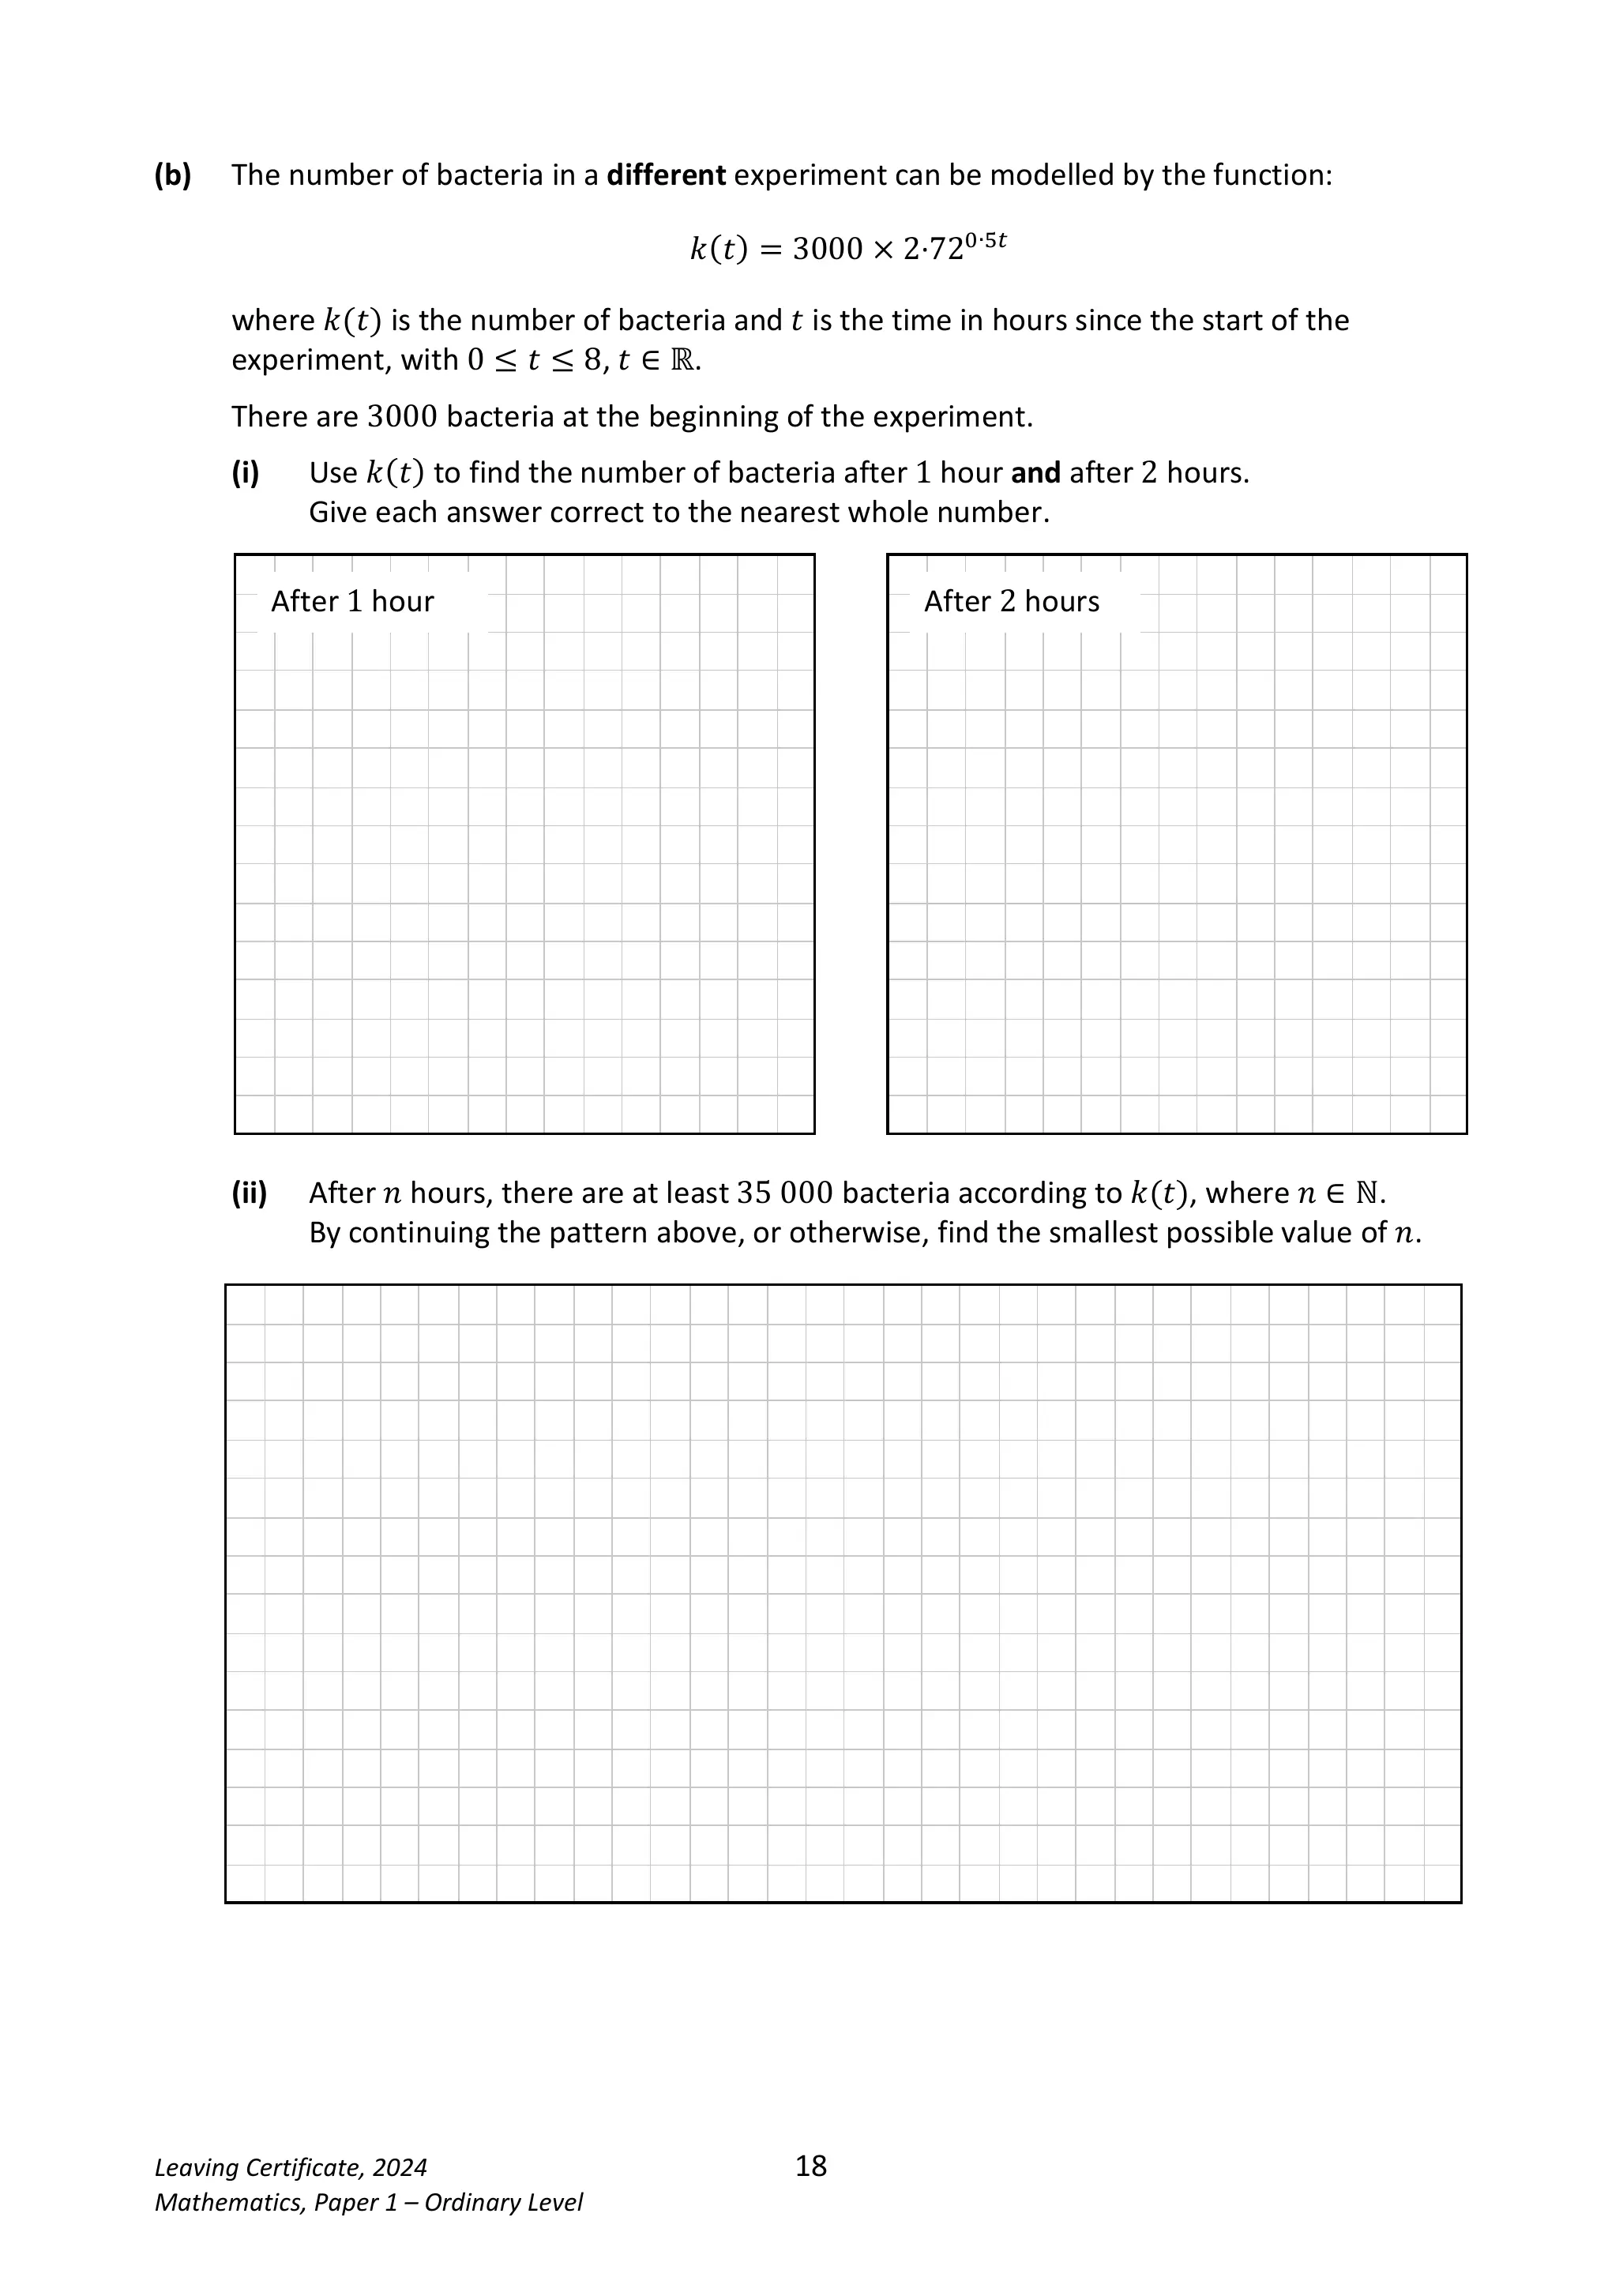 (b) The number of bacteria in a different experiment can be modelled by the function:
k(t) = 3000 × 2·72^{0·5t}
where k(t) is the number of bacteria and t is the time in hours since the start of the
experiment, with 0 ≤ t ≤ 8, t ∈ ℝ.
There are 3000 bacteria at the beginning of the experiment.
(i) Use k(t) to find the number of bacteria after 1 hour and after 2 hours.
Give each answer correct to the nearest whole number.
After 1 hour
After 2 hours
(ii) After n hours, there are at least 35 000 bacteria according to k(t), where n ∈ ℕ.
By continuing the pattern above, or otherwise, find the smallest possible value of n.
Leaving Certificate, 2024
18
Mathematics, Paper 1 – Ordinary Level